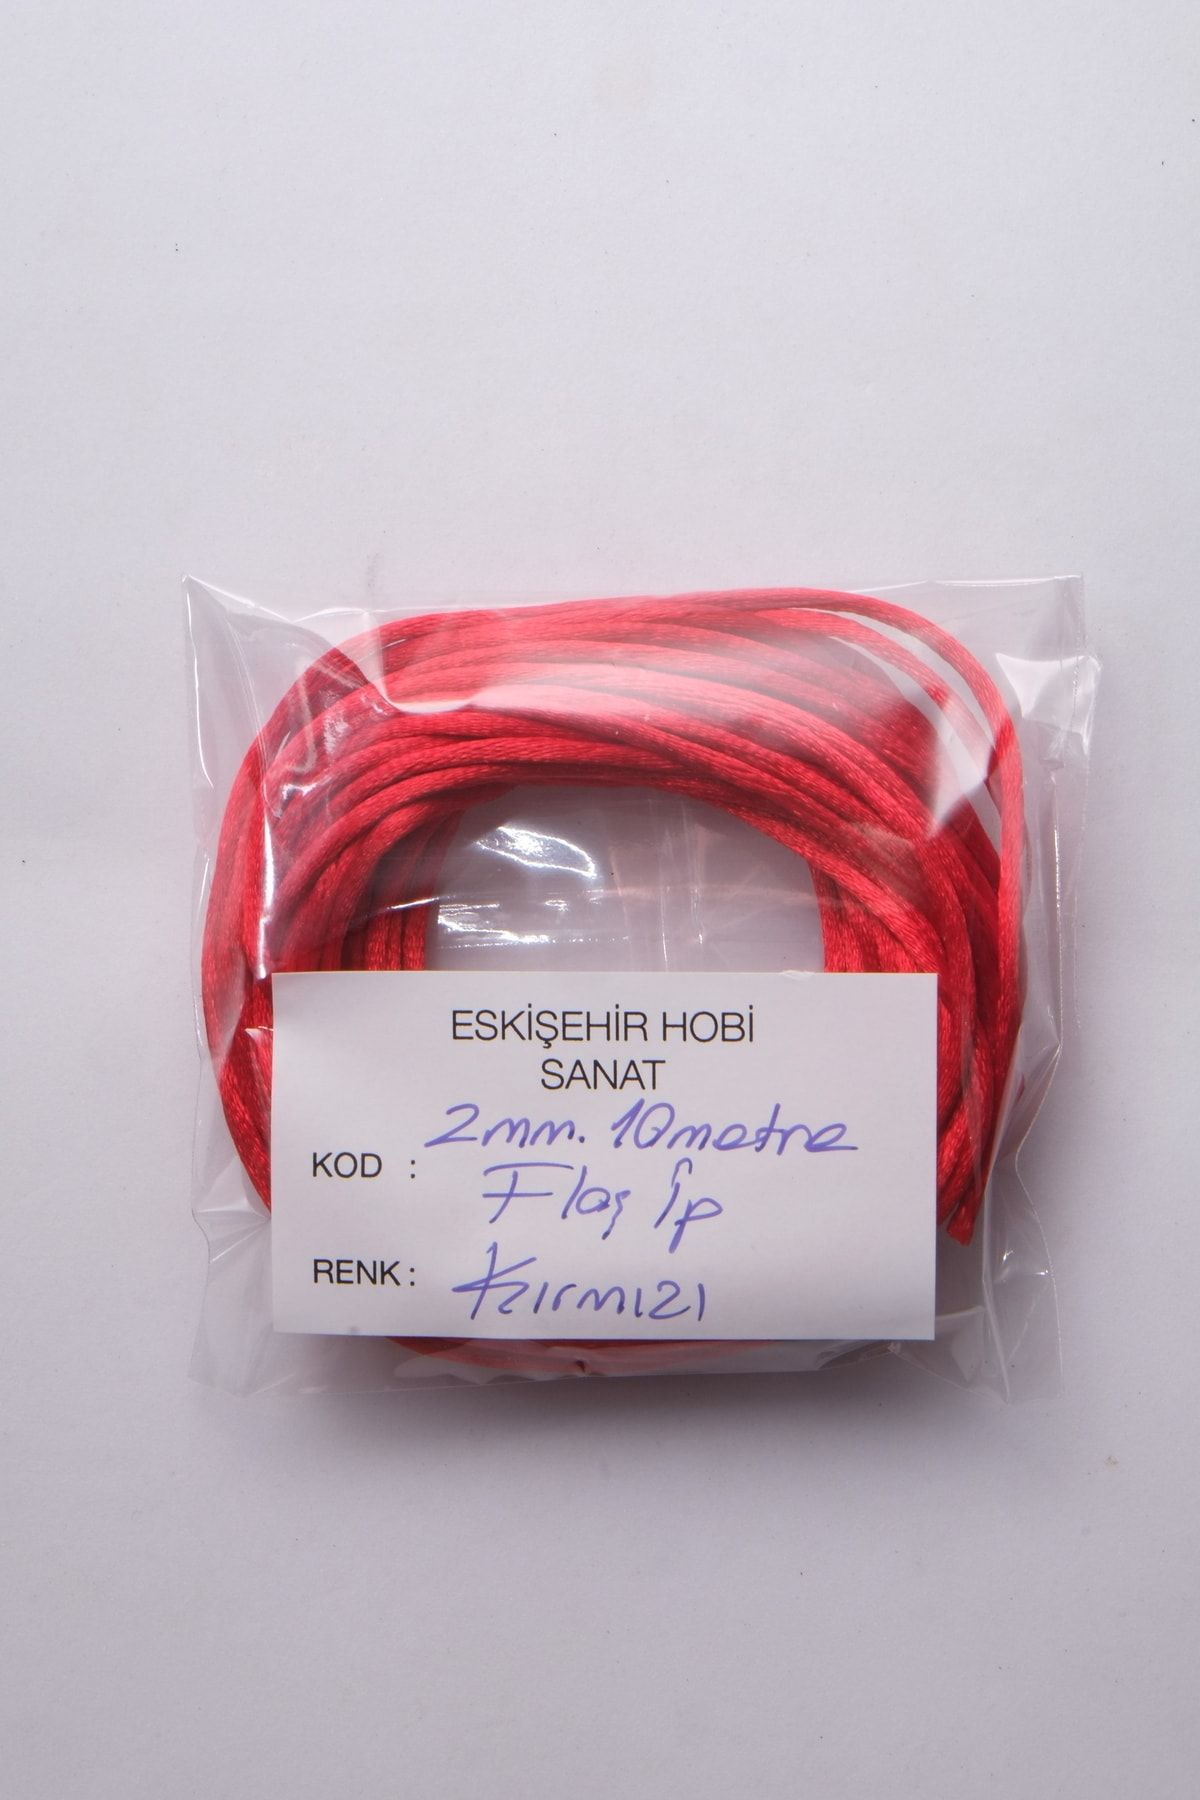 ESKİŞEHİR HOBİ
SANAT
KOD : 2mm. 10metre
Flaş İp
RENK : Kırmızı